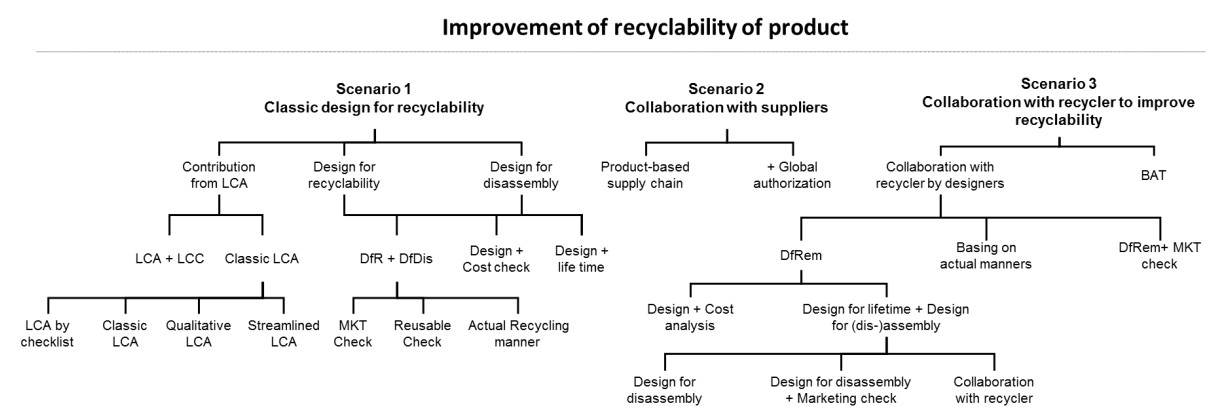 Improvement of recyclability of product
Scenario 1
Classic design for recyclability
Scenario 2
Collaboration with suppliers
Scenario 3
Collaboration with recycler to improve
recyclability
Contribution
from LCA
Design for
recyclability
Design for
disassembly
Product-based
supply chain
+ Global
authorization
Collaboration with
recycler by designers
BAT
LCA + LCC
Classic LCA
DfR + DfDis
Design +
Cost check
Design +
life time
DfRem
Basing on
actual manners
DfRem+ MKT
check
LCA by
checklist
Classic
LCA
Qualitative
LCA
Streamlined
LCA
MKT
Check
Reusable
Check
Actual Recycling
manner
Design + Cost
analysis
Design for lifetime + Design
for (dis-)assembly
Design for
disassembly
Design for disassembly
+ Marketing check
Collaboration
with recycler